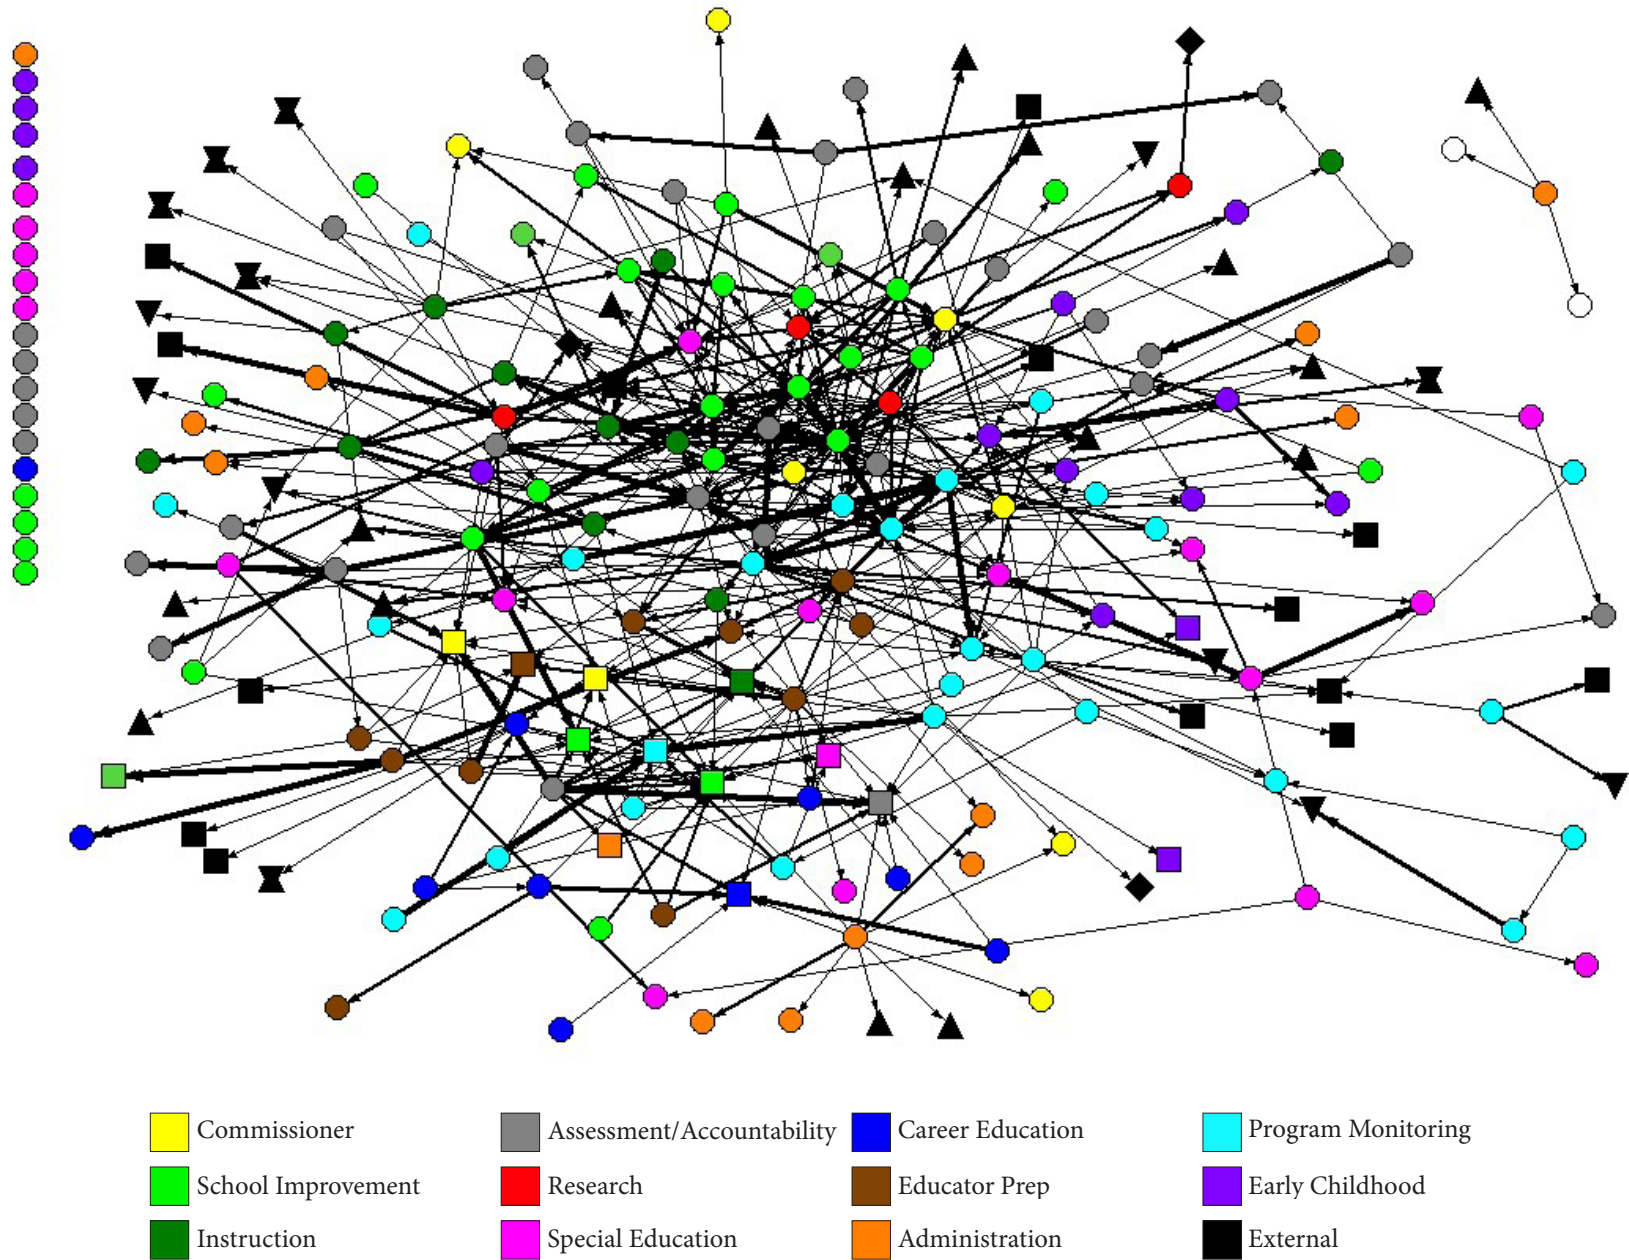 Commissioner Assessment/Accountability Career Education Program Monitoring
School Improvement Research Educator Prep Early Childhood
Instruction Special Education Administration External